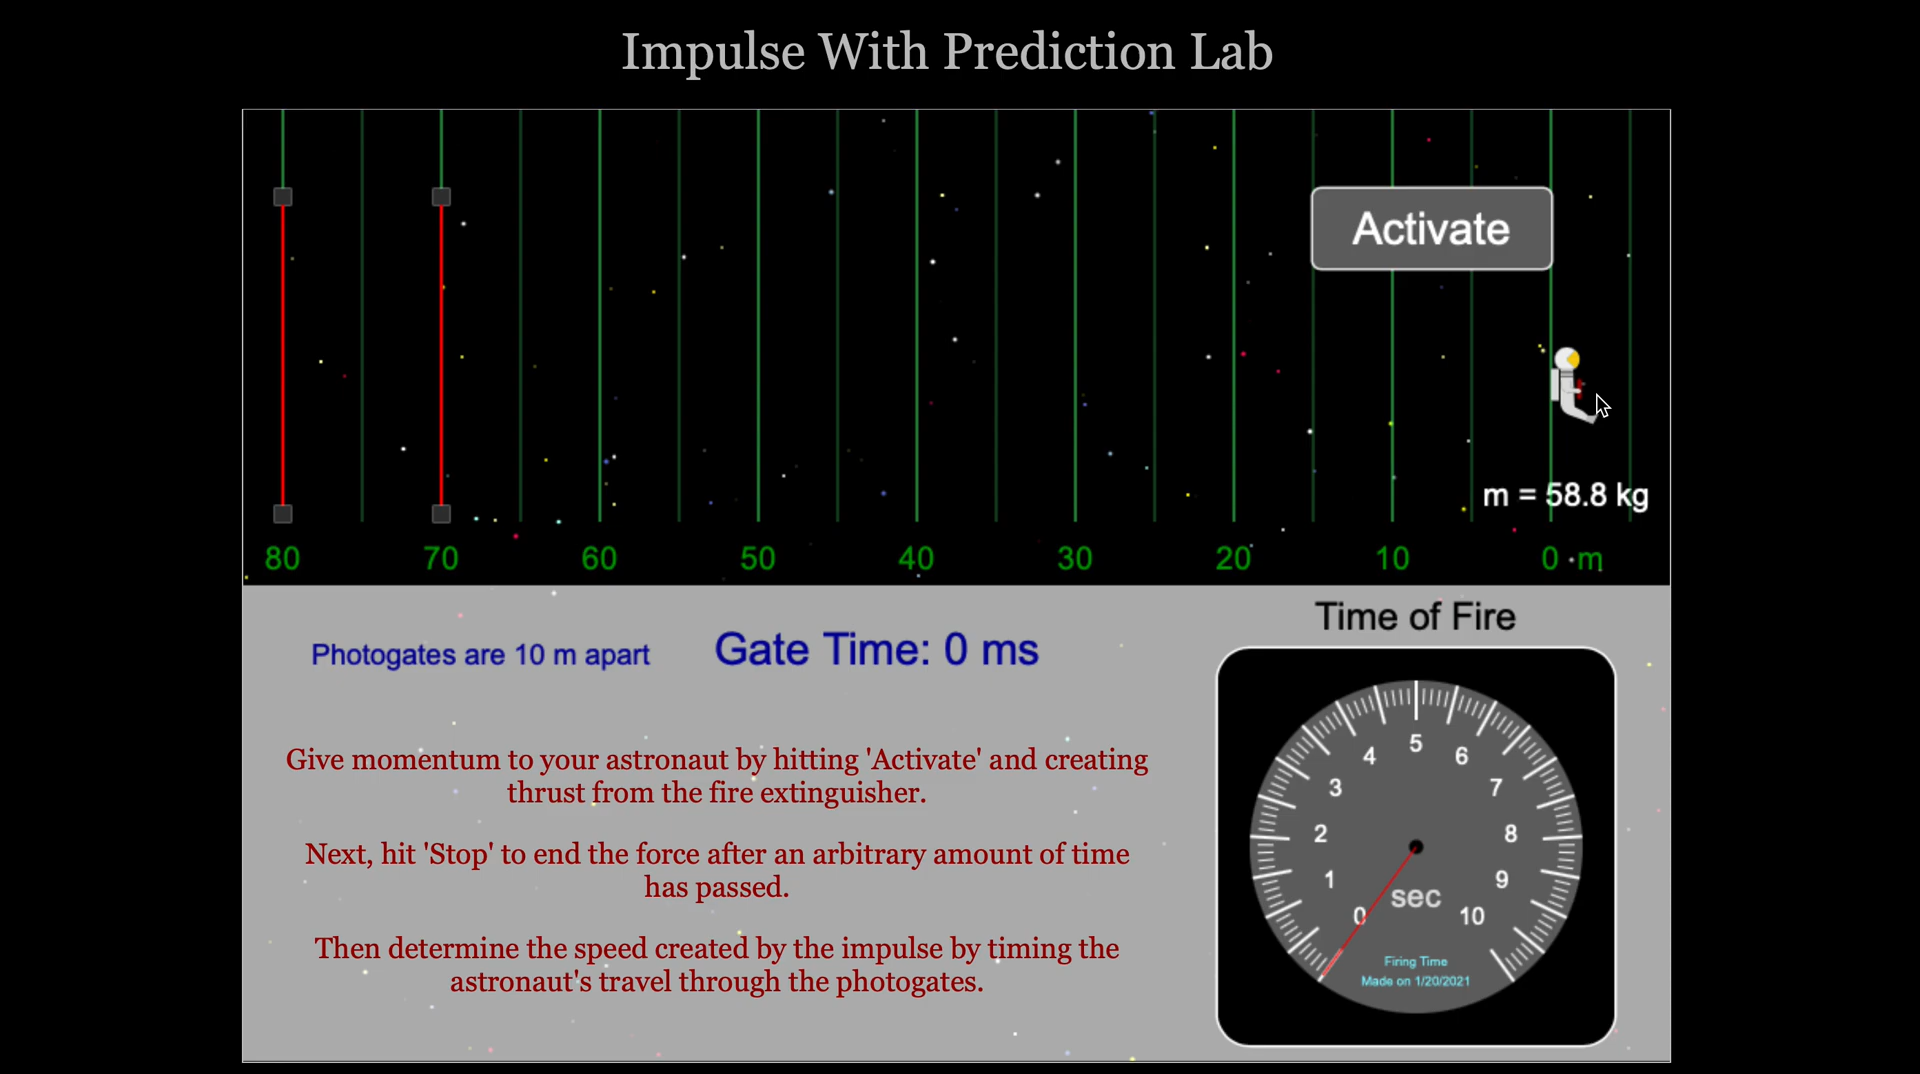 Impulse With Prediction Lab
Activate
m = 58.8 kg
80 70 60 50 40 30 20 10 0 m
Photogates are 10 m apart
Gate Time: 0 ms
Give momentum to your astronaut by hitting 'Activate' and creating
thrust from the fire extinguisher.
Next, hit 'Stop' to end the force after an arbitrary amount of time
has passed.
Then determine the speed created by the impulse by timing the
astronaut's travel through the photogates.
Time of Fire
0 1 2 3 4 5 6 7 8 9 10
sec
Firing Time
Made on 1/20/2021